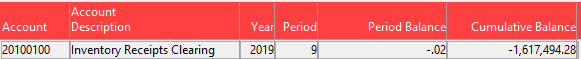 Account Account Description Year Period Period Balance Cumulative Balance
20100100 Inventory Receipts Clearing 2019 9 -.02 -1,617,494.28